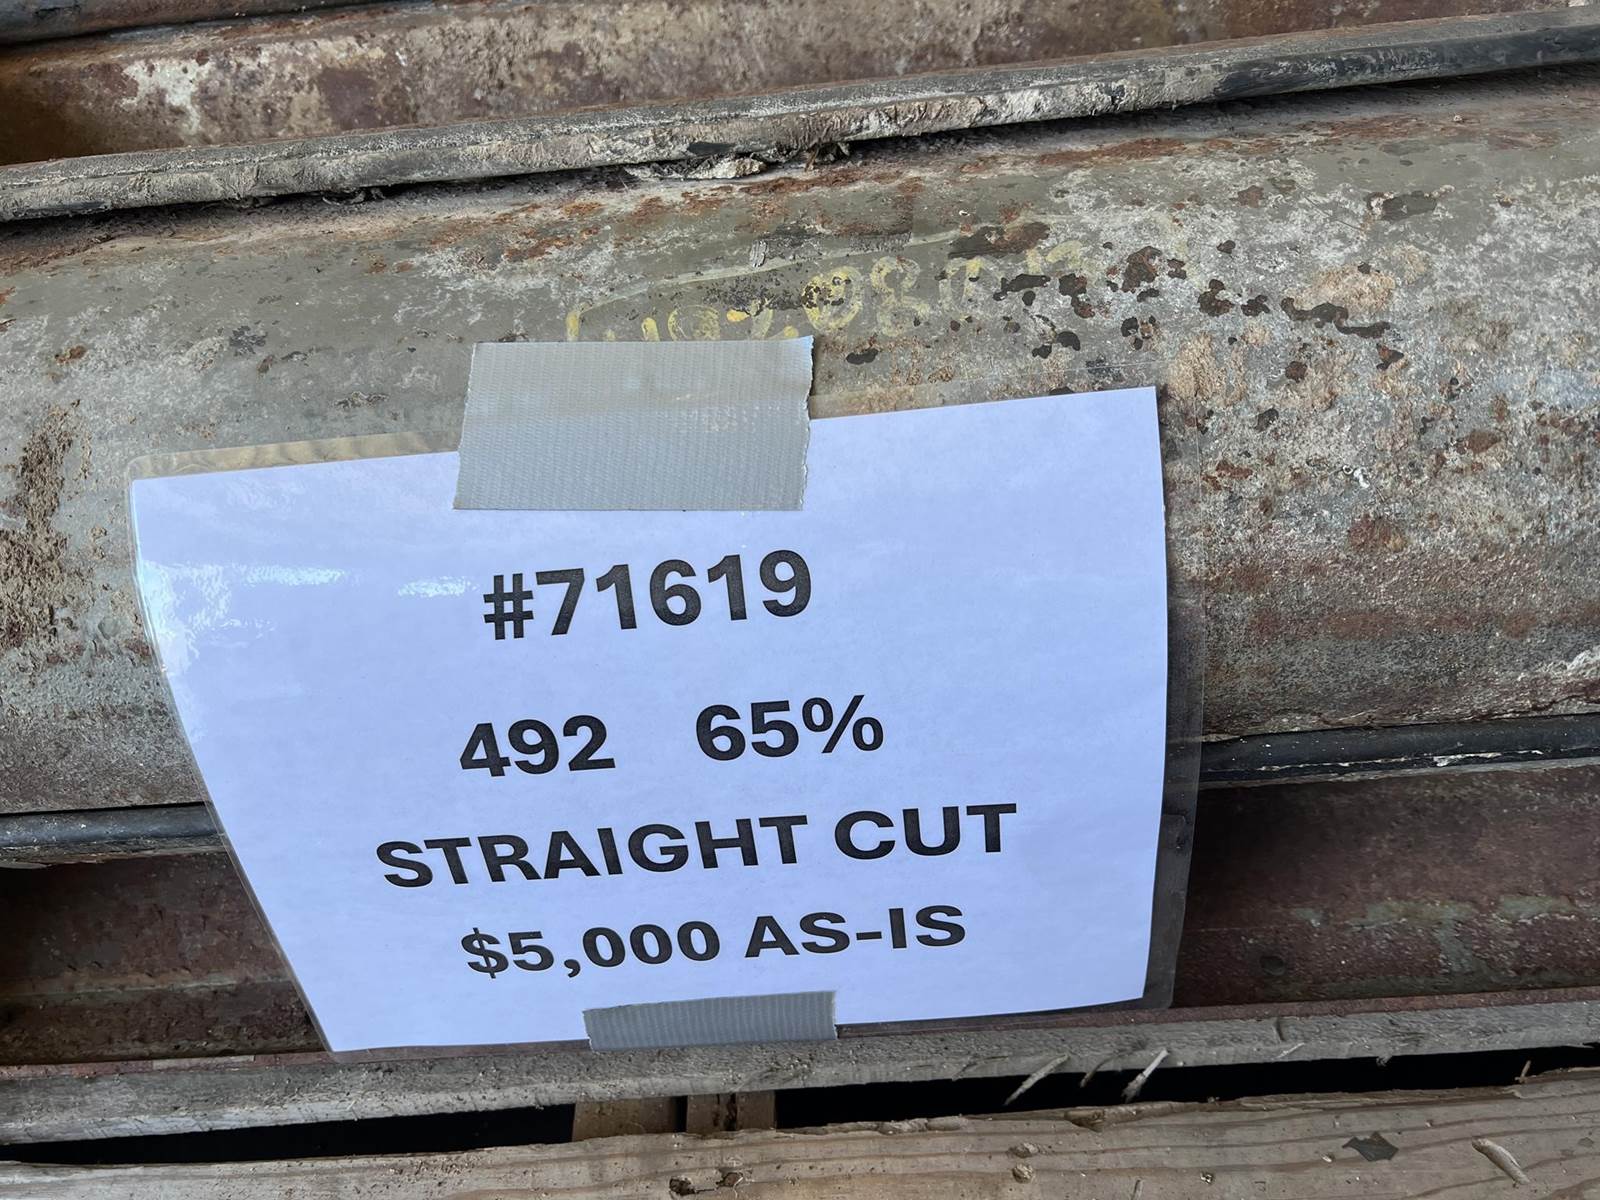 #71619
492 65%
STRAIGHT CUT
$5,000 AS-IS